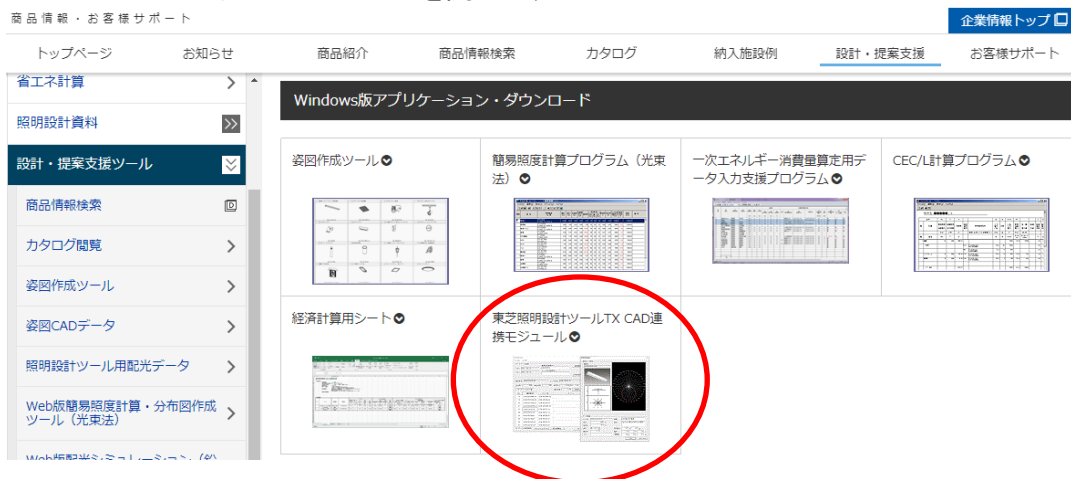 商品情報・お客様サポート
企業情報トップ
トップページ
お知らせ
商品紹介
商品情報検索
カタログ
納入施設例
設計・提案支援
お客様サポート
省エネ計算
照明設計資料
設計・提案支援ツール
商品情報検索
カタログ閲覧
姿図作成ツール
姿図CADデータ
照明設計ツール用配光データ
Web版簡易照度計算・分布図作成
ツール（光束法）
Windows版アプリケーション・ダウンロード
姿図作成ツール
簡易照度計算プログラム（光束
法）
一次エネルギー消費量算定用デ
ータ入力支援プログラム
CEC/L計算プログラム
経済計算用シート
東芝照明設計ツールTX CAD連
携モジュール